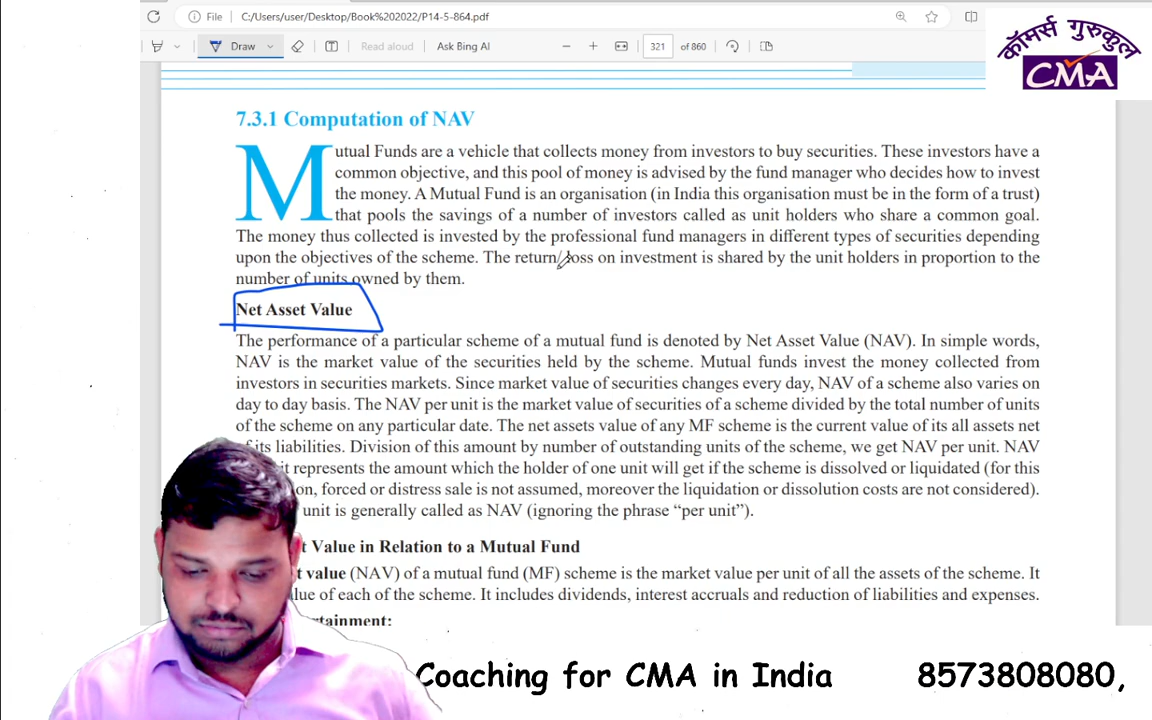 File
C:/Users/user/Desktop/Book%202022/P14-5-864.pdf
Draw
Read aloud
Ask Bing AI
321
of 860
कॉमर्स गुरुकुल
CMA
7.3.1 Computation of NAV
Mutual Funds are a vehicle that collects money from investors to buy securities. These investors have a
common objective, and this pool of money is advised by the fund manager who decides how to invest
the money. A Mutual Fund is an organisation (in India this organisation must be in the form of a trust)
that pools the savings of a number of investors called as unit holders who share a common goal.
The money thus collected is invested by the professional fund managers in different types of securities depending
upon the objectives of the scheme. The return/loss on investment is shared by the unit holders in proportion to the
number of units owned by them.
Net Asset Value
The performance of a particular scheme of a mutual fund is denoted by Net Asset Value (NAV). In simple words,
NAV is the market value of the securities held by the scheme. Mutual funds invest the money collected from
investors in securities markets. Since market value of securities changes every day, NAV of a scheme also varies on
day to day basis. The NAV per unit is the market value of securities of a scheme divided by the total number of units
of the scheme on any particular date. The net assets value of any MF scheme is the current value of its all assets net
of its liabilities. Division of this amount by number of outstanding units of the scheme, we get NAV per unit. NAV
represents the amount which the holder of one unit will get if the scheme is dissolved or liquidated (for this
on, forced or distress sale is not assumed, moreover the liquidation or dissolution costs are not considered).
unit is generally called as NAV (ignoring the phrase “per unit”).
t Value in Relation to a Mutual Fund
t value (NAV) of a mutual fund (MF) scheme is the market value per unit of all the assets of the scheme. It
lue of each of the scheme. It includes dividends, interest accruals and reduction of liabilities and expenses.
rtainment:
Coaching for CMA in India 8573808080,